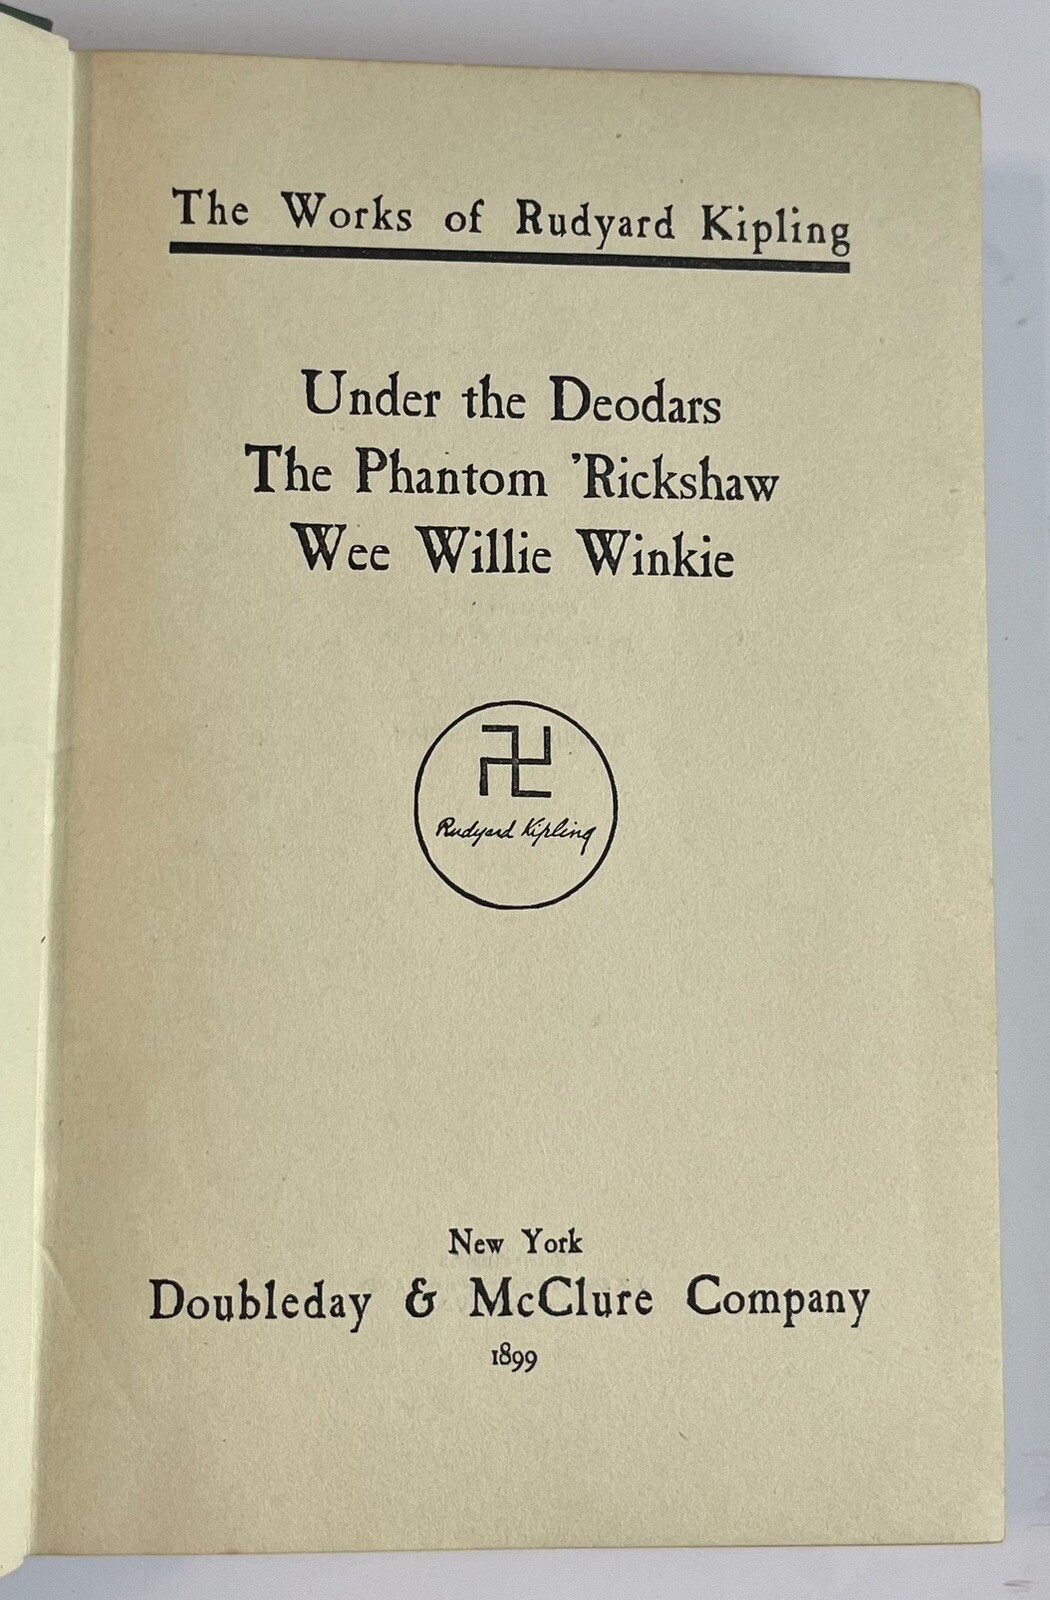 The Works of Rudyard Kipling
Under the Deodars
The Phantom 'Rickshaw
Wee Willie Winkie
Rudyard Kipling
New York
Doubleday & McClure Company
1899